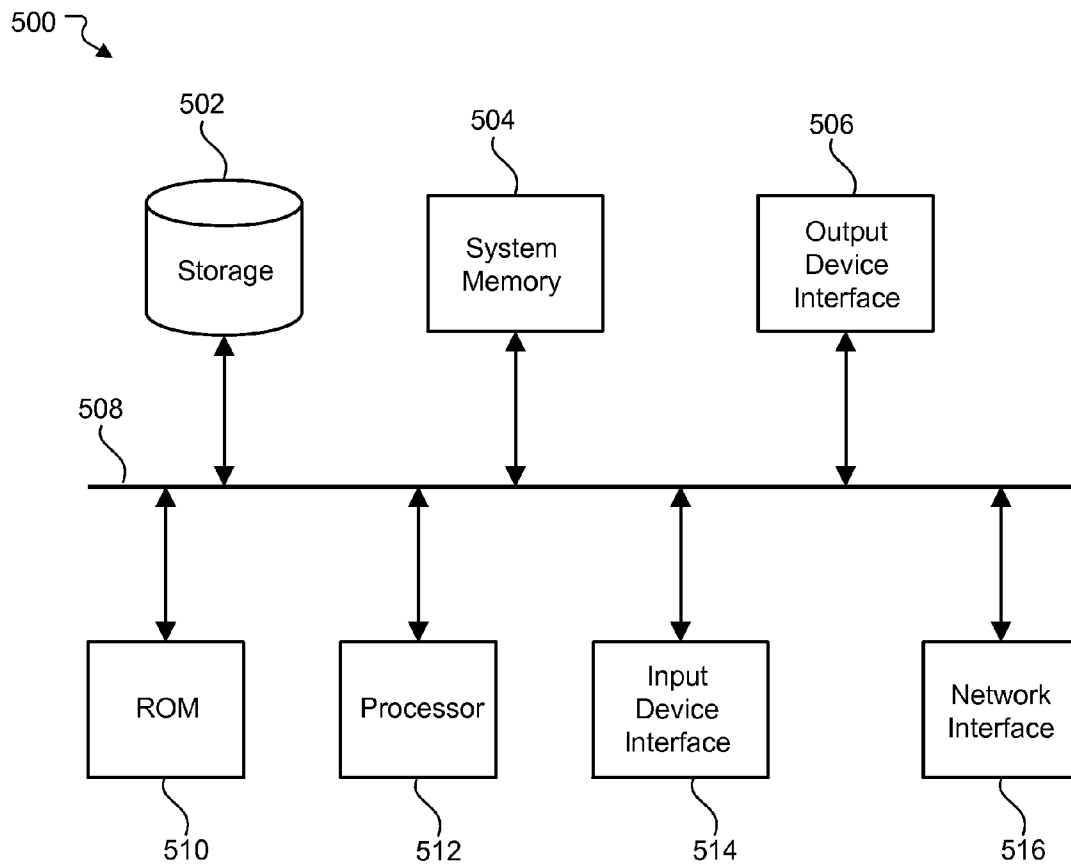 500
502
504
506
Storage
System
Memory
Output
Device
Interface
508
ROM
Processor
Input
Device
Interface
Network
Interface
510
512
514
516